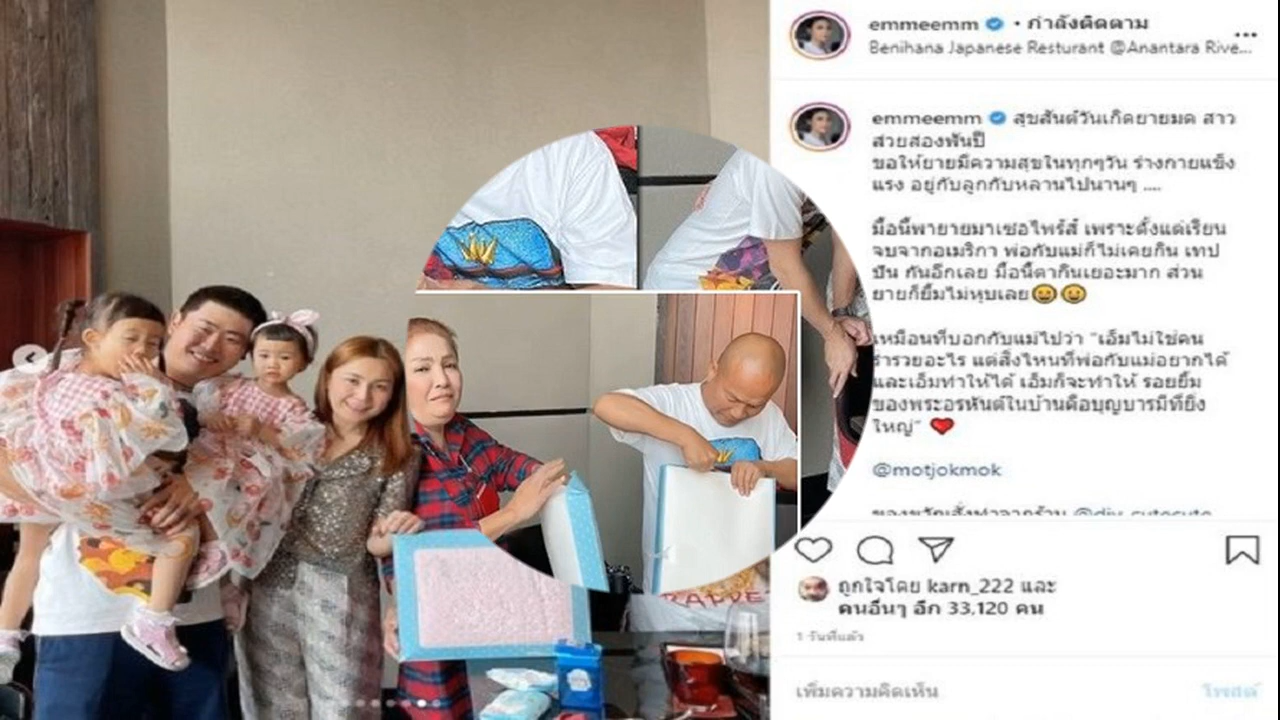 emmeemm • กำลังติดตาม
Benihana Japanese Resturant @Anantara Rive...
emmeemm สุขสันต์วันเกิดยายมด สาว
สวยสองพันปี
ขอให้ยายมีความสุขในทุกๆวัน ร่างกายแข็ง
แรง อยู่กับลูกกับหลานไปนานๆ ....
มื้อนี้พายายมาเซอไพร์ส์ เพราะตั้งแต่เรียน
จบจากอเมริกา พ่อกับแม่ก็ไม่เคยกิน เทป
ปัน กันอีกเลย มื้อนี้ตากินเยอะมาก ส่วน
ยายก็ยิ้มไม่หุบเลย😀😀
เหมือนที่บอกกับแม่ไปว่า “เอ็มไม่ใช่คน
ร่ำรวยอะไร แต่สิ่งไหนที่พ่อกับแม่อยากได้
และเอ็มทำให้ได้ เอ็มก็จะทำให้ รอยยิ้ม
ของพระอรหันต์ในบ้านคือบุญบารมีที่ยิ่ง
ใหญ่” ❤️
@motjokmok
ถูกใจโดย karn_222 และ
คนอื่นๆ อีก 33,120 คน
1 วันที่แล้ว
เพิ่มความคิดเห็น
โพสต์